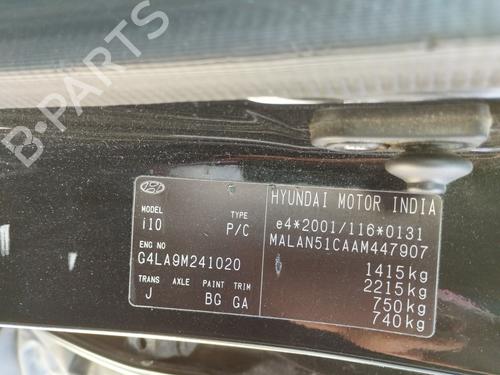 B-PARTS
HYUNDAI MOTOR INDIA
MODEL TYPE
i10 P/C
e4*2001/116*0131
MALAN51CAAM447907
ENG NO
G4LA9M241020
TRANS AXLE PAINT TRIM
J BG GA
1415kg
2215kg
750kg
740kg